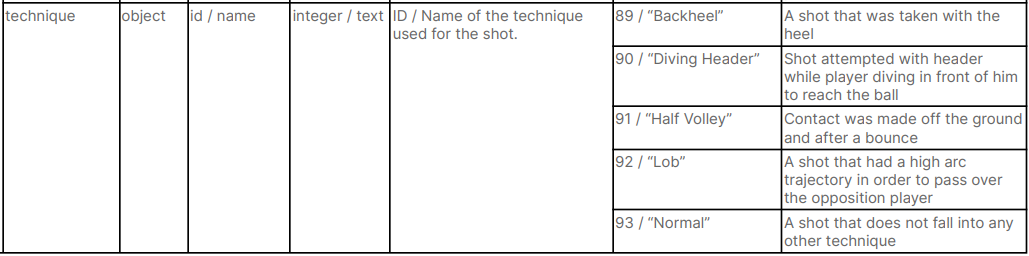 technique
object
id / name
integer / text
ID / Name of the technique
used for the shot.
89 / “Backheel”
A shot that was taken with the
heel
90 / “Diving Header”
Shot attempted with header
while player diving in front of him
to reach the ball
91 / “Half Volley”
Contact was made off the ground
and after a bounce
92 / “Lob”
A shot that had a high arc
trajectory in order to pass over
the opposition player
93 / “Normal”
A shot that does not fall into any
other technique